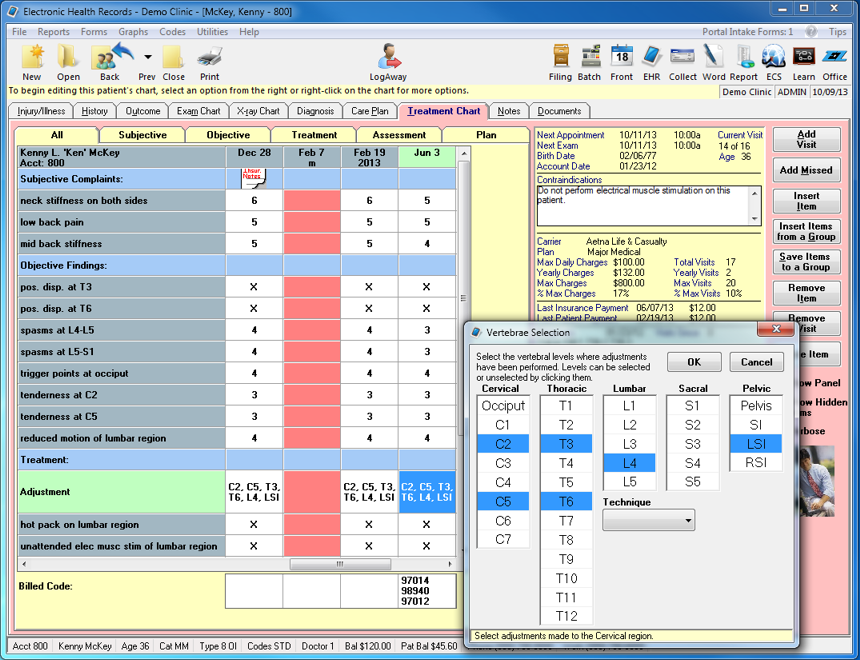 Electronic Health Records - Demo Clinic - [McKey, Kenny - 800]
File Reports Forms Graphs Codes Utilities Help Portal Intake Forms: 1 Tips
New Open Back Prev Close Print LogAway Filing Batch Front EHR Collect Word Report ECS Learn Office
18
To begin editing this patient's chart, select an option from the right or right-click on the chart for more options. Demo Clinic ADMIN 10/09/13
Injury/Illness History Outcome Exam Chart X-ray Chart Diagnosis Care Plan Treatment Chart Notes Documents
All Subjective Objective Treatment Assessment Plan
Kenny L. 'Ken' McKey Dec 28 Feb 7 Feb 19 Jun 3
Acct: 800 m 2013
Subjective Complaints: Insur. Notes
neck stiffness on both sides 6 6 5
low back pain 5 5 5
mid back stiffness 5 5 4
Objective Findings:
pos. disp. at T3 X X X
pos. disp. at T6 X X X
spasms at L4-L5 4 4 3
spasms at L5-S1 4 4 3
trigger points at occiput 4 4 3
tenderness at C2 3 3 3
tenderness at C5 3 3 3
reduced motion of lumbar region 4 4 4
Treatment:
Adjustment
C2, C5, T3, C2, C5, T3, C2, C5, T3,
T6, L4, LSI T6, L4, LSI T6, L4, LSI
hot pack on lumbar region X X X
unattended elec musc stim of lumbar region X X X
Billed Code:
97014
98940
97012
Next Appointment 10/11/13 10:00a Current Visit
Next Exam 10/11/13 10:00a 14 of 16
Birth Date 02/06/77 Age 36
Account Date 01/23/12
Contraindications
Do not perform electrical muscle stimulation on this
patient.
Carrier Aetna Life & Casualty
Plan Major Medical
Max Daily Charges $100.00 Total Visits 17
Yearly Charges $132.00 Yearly Visits 2
Max Charges $800.00 Max Visits 20
% Max Charges 17% % Max Visits 10%
Last Insurance Payment 06/07/13 $12.00
Last Patient Payment 02/19/13 $12.00
Add
Visit
Add Missed
Insert
Item
Insert Items
from a Group
Save Items
to a Group
Remove
Item
Remove
Visit
Item
Panel
Hidden
Vertebrae Selection
Select the vertebral levels where adjustments
have been performed. Levels can be selected
or unselected by clicking them.
OK Cancel
Cervical Thoracic Lumbar Sacral Pelvic
Occiput T1 L1 S1 Pelvis
C1 T2 L2 S2 SI
C2 T3 L3 S3 LSI
C3 T4 L4 S4 RSI
C4 T5 L5 S5
C5 T6
C6 T7
C7 T8
T9
T10
T11
T12
Technique
Select adjustments made to the Cervical region.
Acct 800 Kenny McKey Age 36 Cat MM Type 8 OI Codes STD Doctor 1 Bal $120.00 Pat Bal $45.60